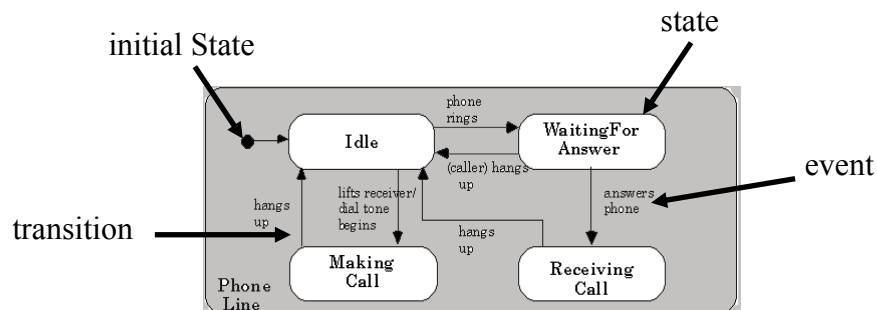 initial State
state
phone
rings
Idle
WaitingFor
Answer
(caller) hangs
up
event
hangs
up
lifts receiver/
dial tone
begins
answers
phone
transition
hangs
up
Making
Call
Receiving
Call
Phone
Line